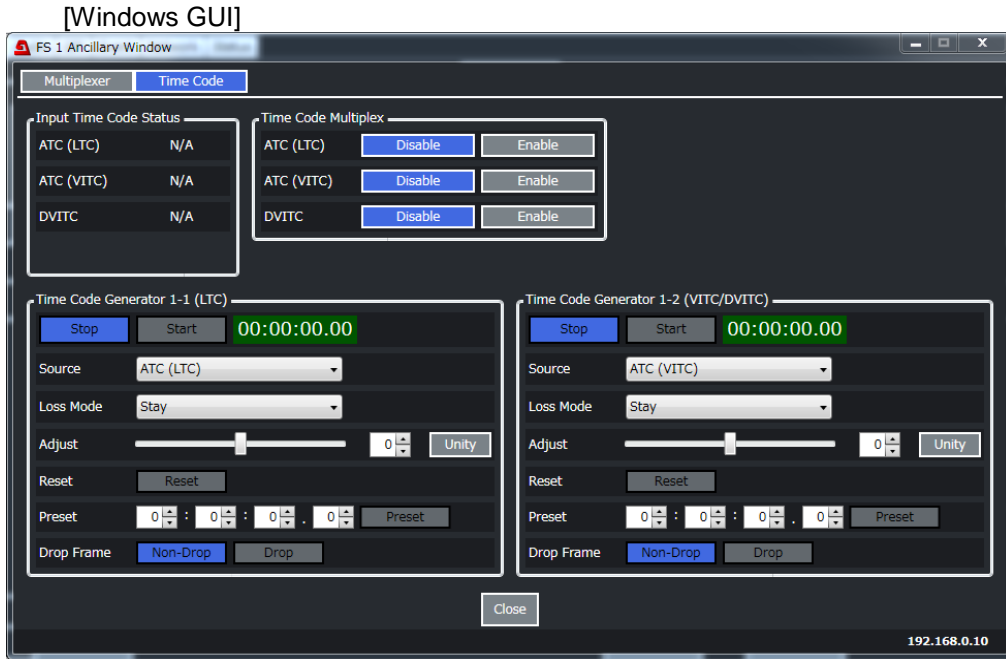 [Windows GUI]
FS 1 Ancillary Window
Multiplexer Time Code
Input Time Code Status
ATC (LTC) N/A
ATC (VITC) N/A
DVITC N/A
Time Code Multiplex
ATC (LTC) Disable Enable
ATC (VITC) Disable Enable
DVITC Disable Enable
Time Code Generator 1-1 (LTC)
Stop Start 00:00:00.00
Source ATC (LTC)
Loss Mode Stay
Adjust 0 Unity
Reset Reset
Preset 0 : 0 : 0 . 0 Preset
Drop Frame Non-Drop Drop
Time Code Generator 1-2 (VITC/DVITC)
Stop Start 00:00:00.00
Source ATC (VITC)
Loss Mode Stay
Adjust 0 Unity
Reset Reset
Preset 0 : 0 : 0 . 0 Preset
Drop Frame Non-Drop Drop
Close
192.168.0.10